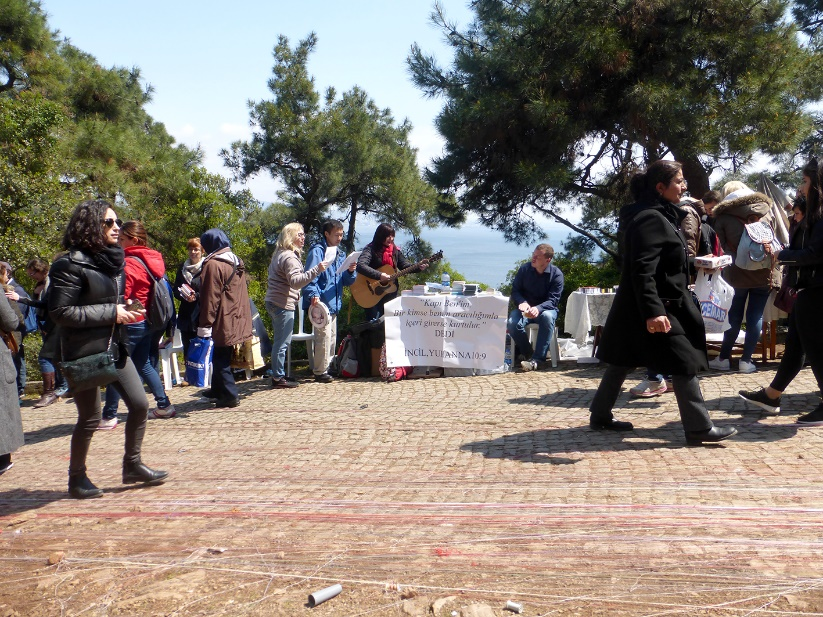 "Kapı Ben'im.
Bir kimse benim aracılığımla
içeri girerse kurtulur."
DEDİ
İNCİL, YUHANNA 10-9